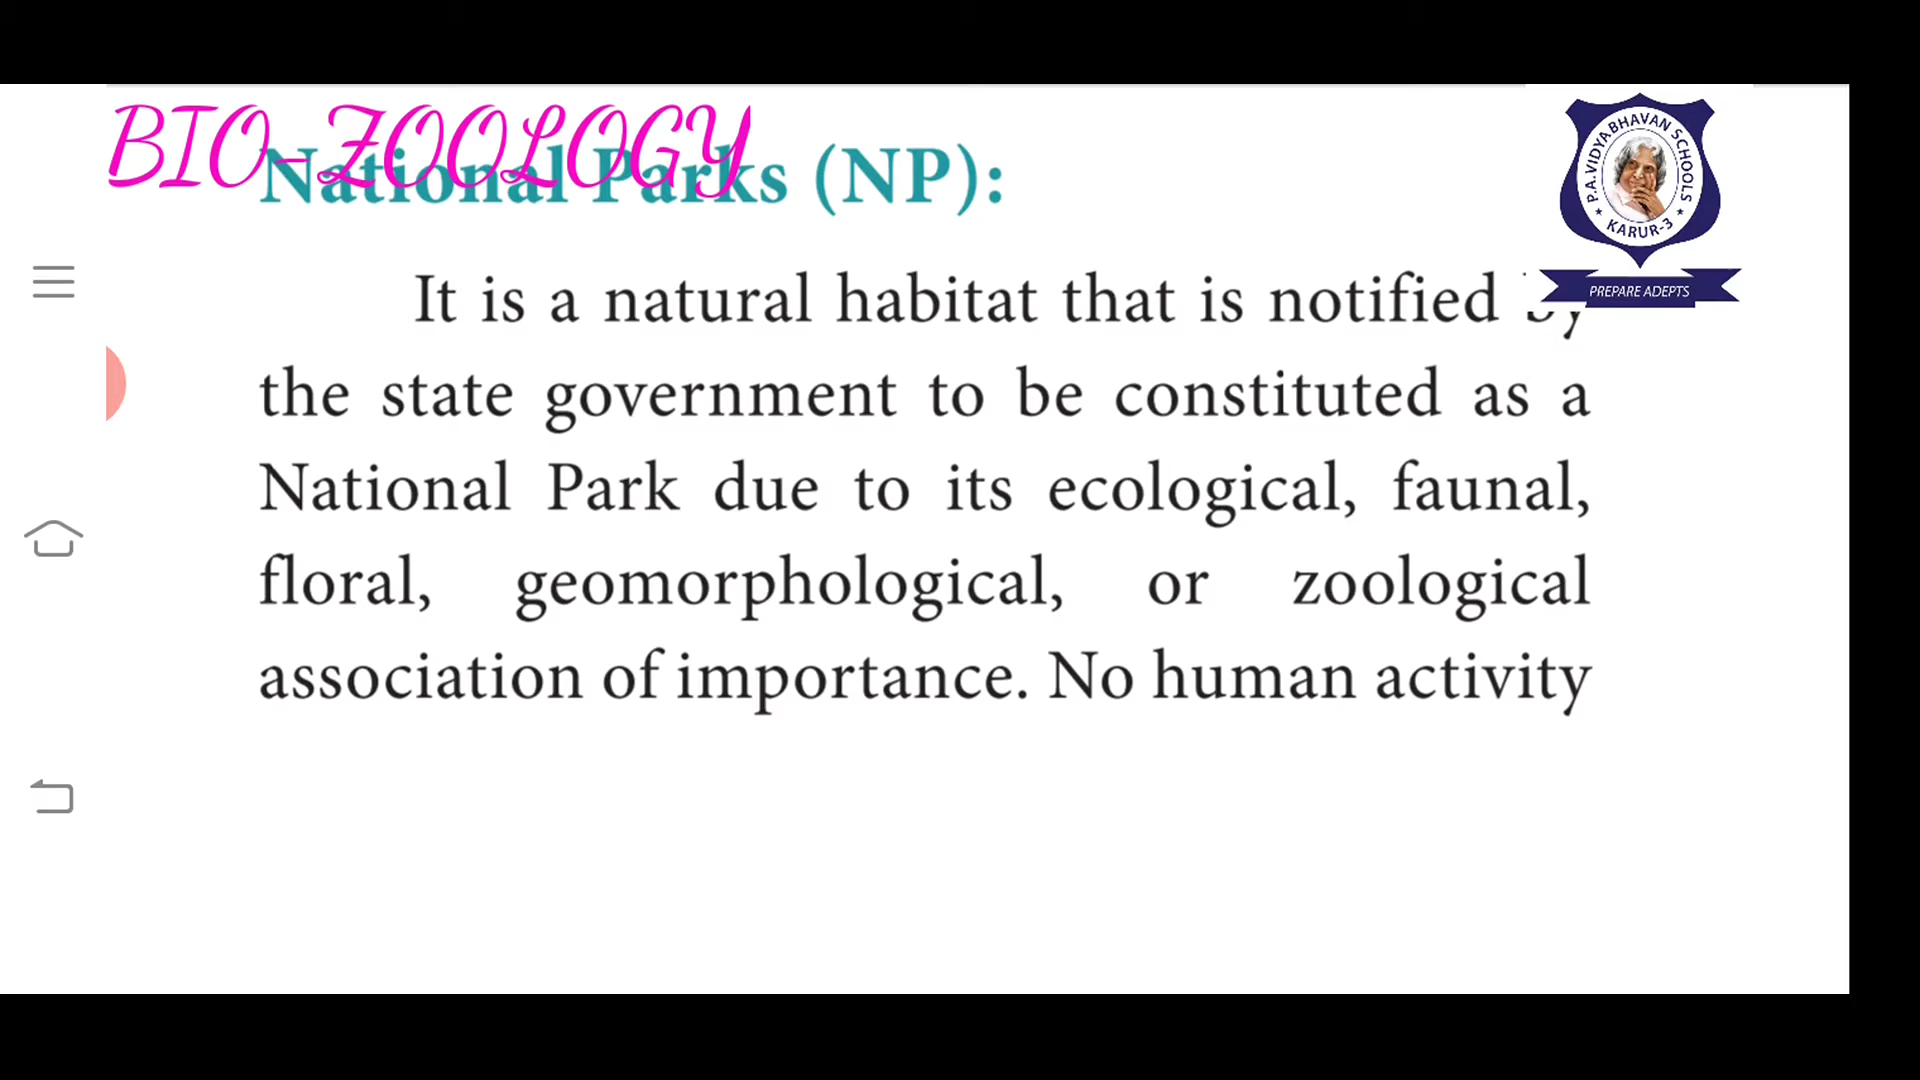 BIO-ZOOLOGY
National Parks (NP):
P.A.VIDYA BHAVAN SCHOOLS
KARUR-3
PREPARE ADEPTS
It is a natural habitat that is notified by
the state government to be constituted as a
National Park due to its ecological, faunal,
floral, geomorphological, or zoological
association of importance. No human activity